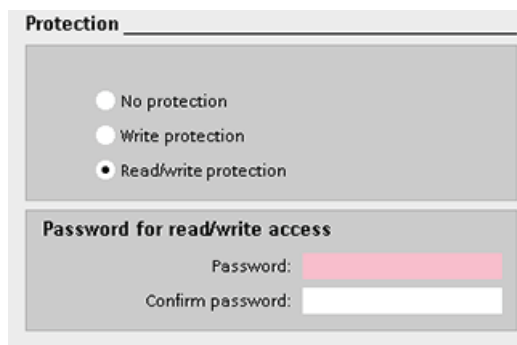 Protection
No protection
Write protection
Read/write protection
Password for read/write access
Password:
Confirm password: